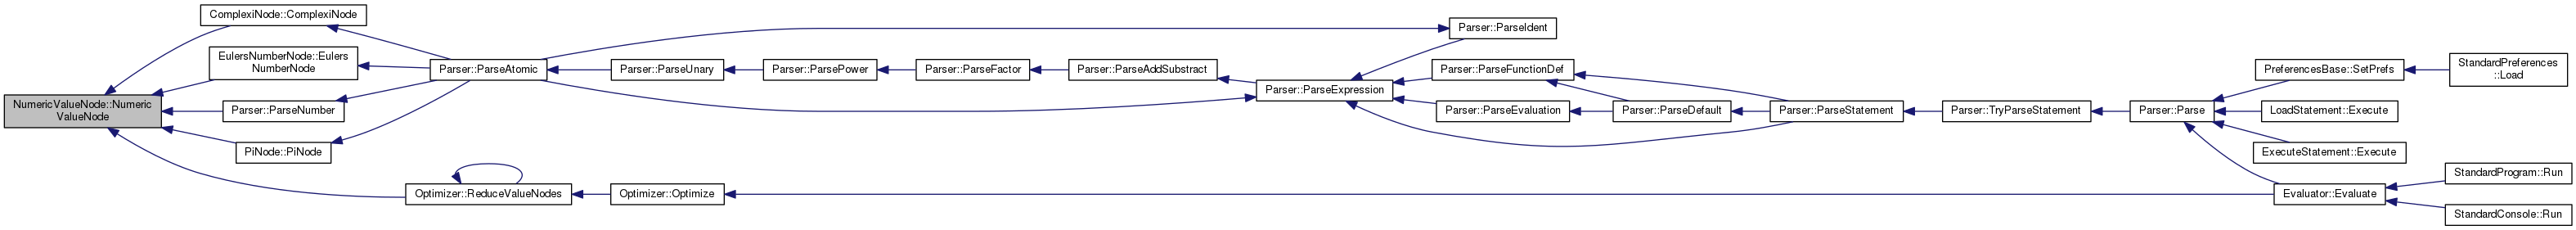 NumericValueNode::Numeric
ValueNode
ComplexiNode::ComplexiNode
EulersNumberNode::Eulers
NumberNode
Parser::ParseNumber
PiNode::PiNode
Parser::ParseAtomic
Optimizer::ReduceValueNodes
Parser::ParseUnary
Optimizer::Optimize
Parser::ParsePower
Parser::ParseFactor
Parser::ParseAddSubstract
Parser::ParseExpression
Parser::ParseIdent
Parser::ParseFunctionDef
Parser::ParseEvaluation
Parser::ParseDefault
Parser::ParseStatement
Parser::TryParseStatement
Parser::Parse
PreferencesBase::SetPrefs
LoadStatement::Execute
ExecuteStatement::Execute
Evaluator::Evaluate
StandardPreferences
::Load
StandardProgram::Run
StandardConsole::Run